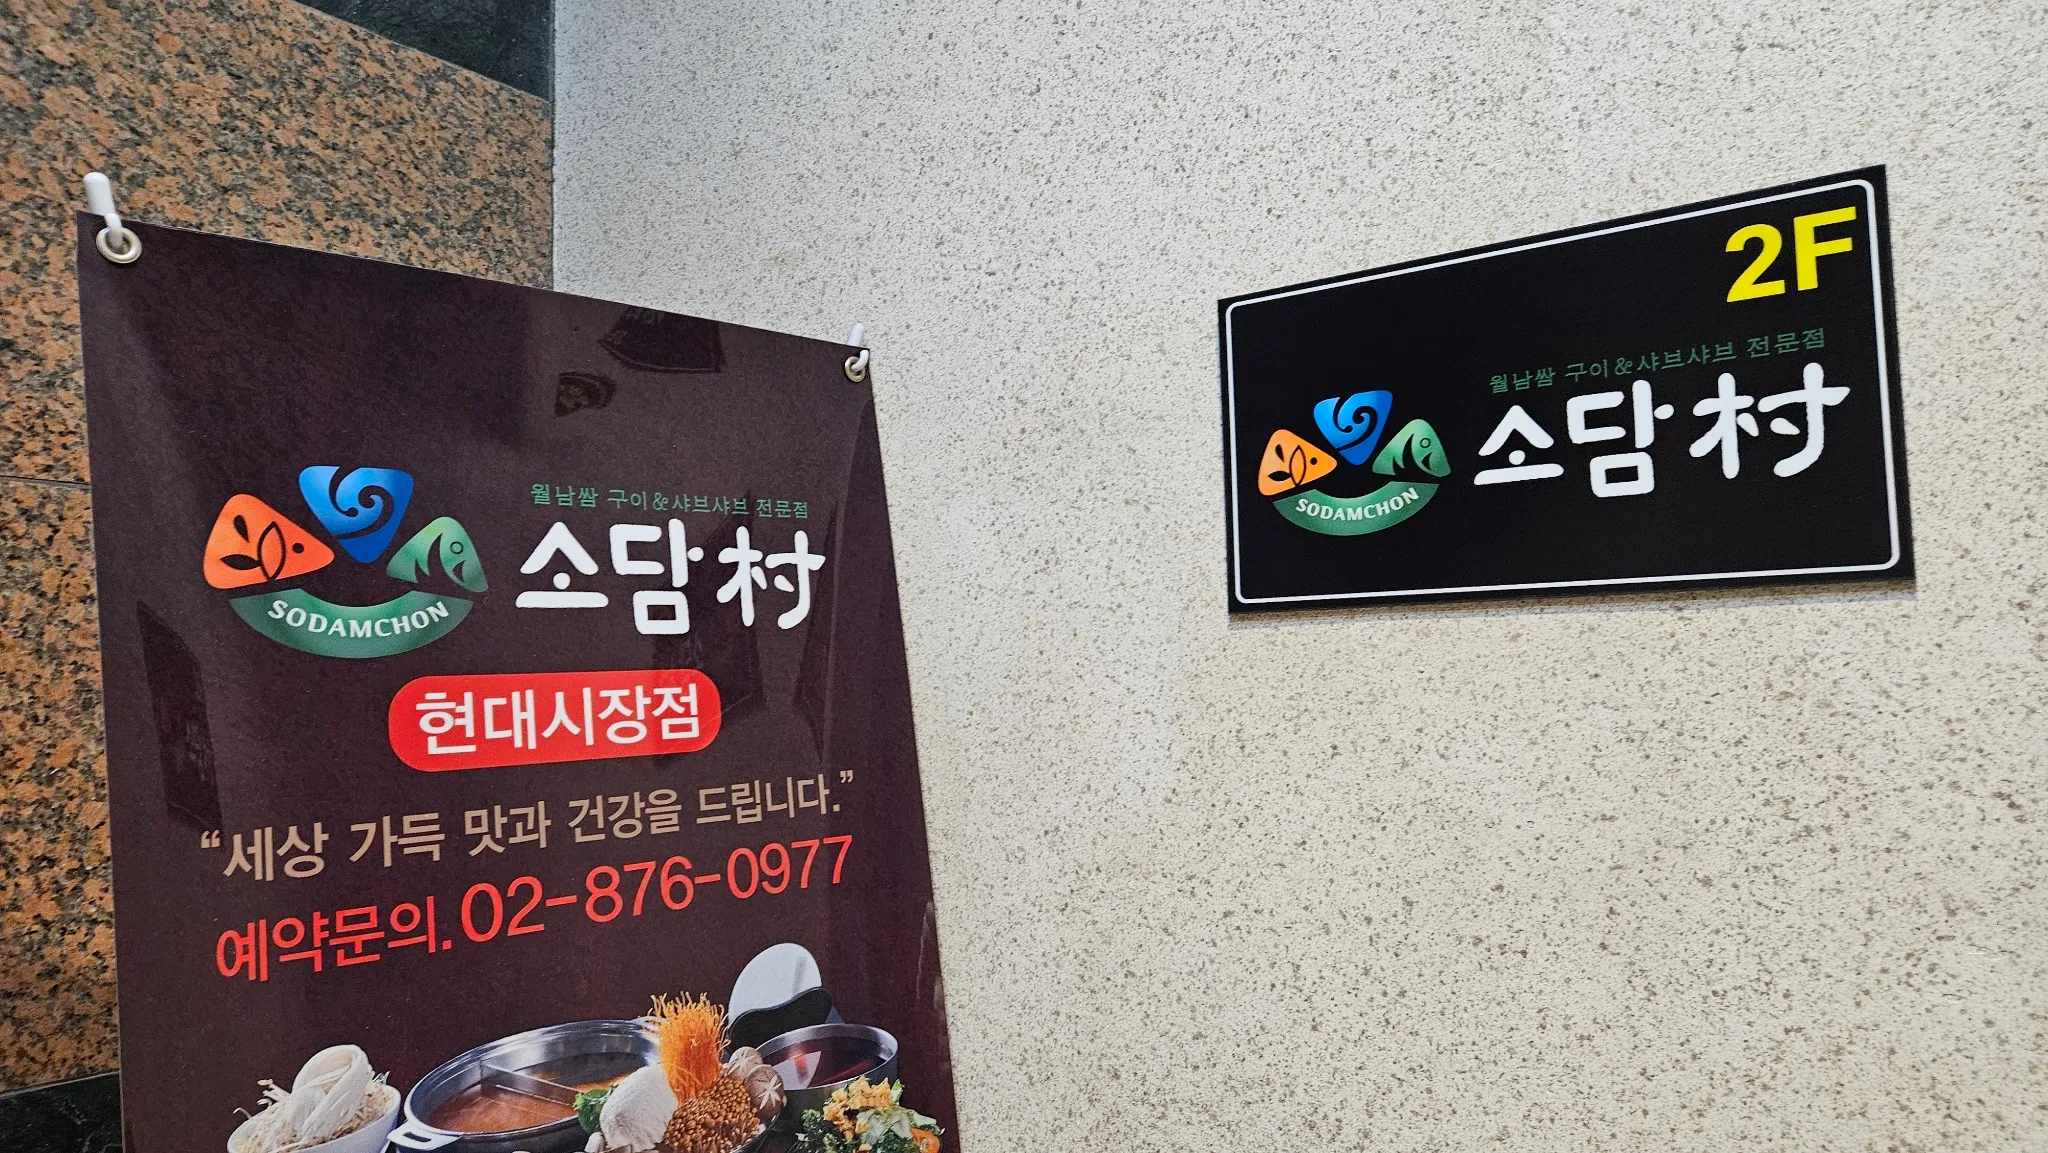 월남쌈 구이&샤브샤브 전문점
소담村
SODAMCHON
현대시장점
“세상 가득 맛과 건강을 드립니다.”
예약문의. 02-876-0977
2F
월남쌈 구이&샤브샤브 전문점
소담村
SODAMCHON